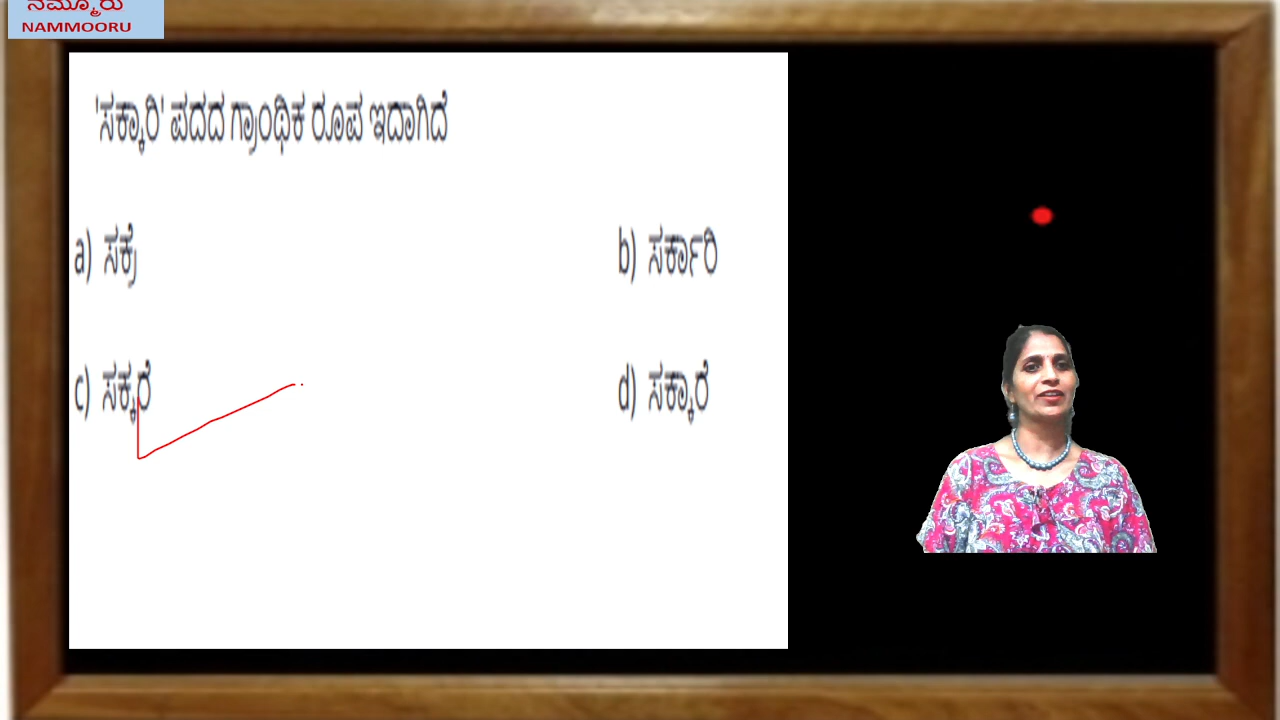 ನಮ್ಮೂರು
NAMMOORU
'ಸಕ್ಕಾರಿ' ಪದದ ಗ್ರಾಂಥಿಕ ರೂಪ ಇದಾಗಿದೆ
a) ಸಕ್ರೆ
b) ಸರ್ಕಾರಿ
c) ಸಕ್ಕರೆ
d) ಸಕ್ಕಾರೆ